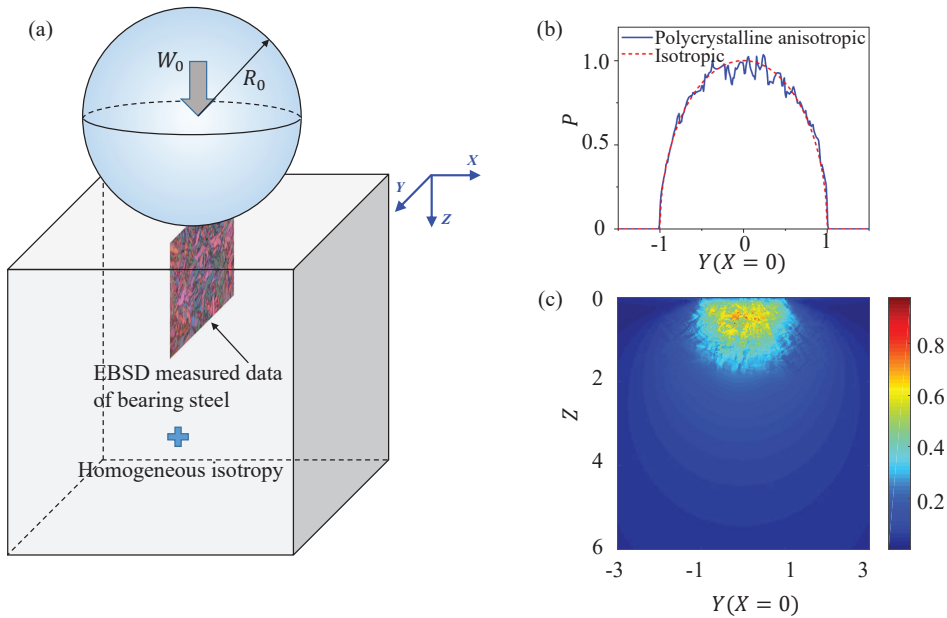 (a)
W₀
R₀
X
Y
Z
EBSD measured data
of bearing steel
Homogeneous isotropy
(b)
Polycrystalline anisotropic
Isotropic
1.0
0.5
0
P
-1
0
1
Y(X = 0)
(c)
0
2
4
6
Z
-3
-1
1
3
Y(X = 0)
0.8
0.6
0.4
0.2